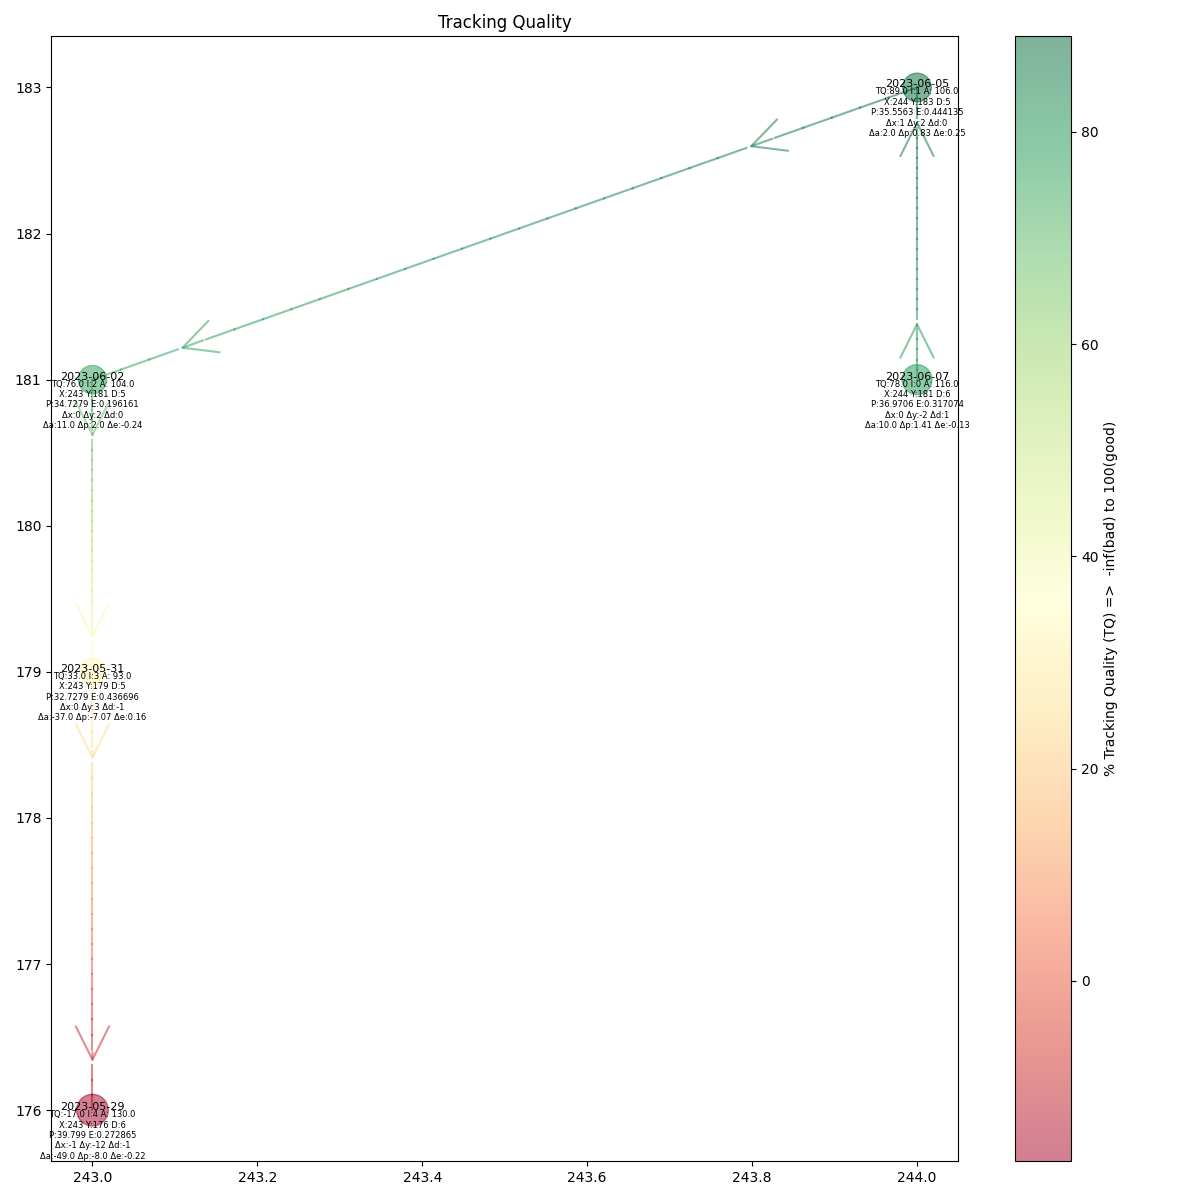 Tracking Quality
183
182
181
180
179
178
177
176
243.0
243.2
243.4
243.6
243.8
244.0
2023-06-05
TQ:89.0 I:1 A: 106.0
X:244 Y:183 D:5
P:35.5563 E:0.444135
Δx:1 Δy:2 Δd:0
Δa:2.0 Δp:0.83 Δe:0.25
2023-06-02
TQ:76.0 I:2 A: 104.0
X:243 Y:181 D:5
P:34.7279 E:0.196161
Δx:0 Δy:2 Δd:0
Δa:11.0 Δp:2.0 Δe:-0.24
2023-06-07
TQ:78.0 I:0 A: 116.0
X:244 Y:181 D:6
P:36.9706 E:0.317074
Δx:0 Δy:-2 Δd:1
Δa:10.0 Δp:1.41 Δe:-0.13
2023-05-31
TQ:33.0 I:3 A: 93.0
X:243 Y:179 D:5
P:32.7279 E:0.436696
Δx:0 Δy:3 Δd:-1
Δa:-37.0 Δp:-7.07 Δe:0.16
2023-05-29
TQ:-17.0 I:4 A: 130.0
X:243 Y:176 D:6
P:39.799 E:0.272865
Δx:-1 Δy:-12 Δd:-1
Δa:-49.0 Δp:-8.0 Δe:-0.22
80
60
40
20
0
% Tracking Quality (TQ) => -inf(bad) to 100(good)